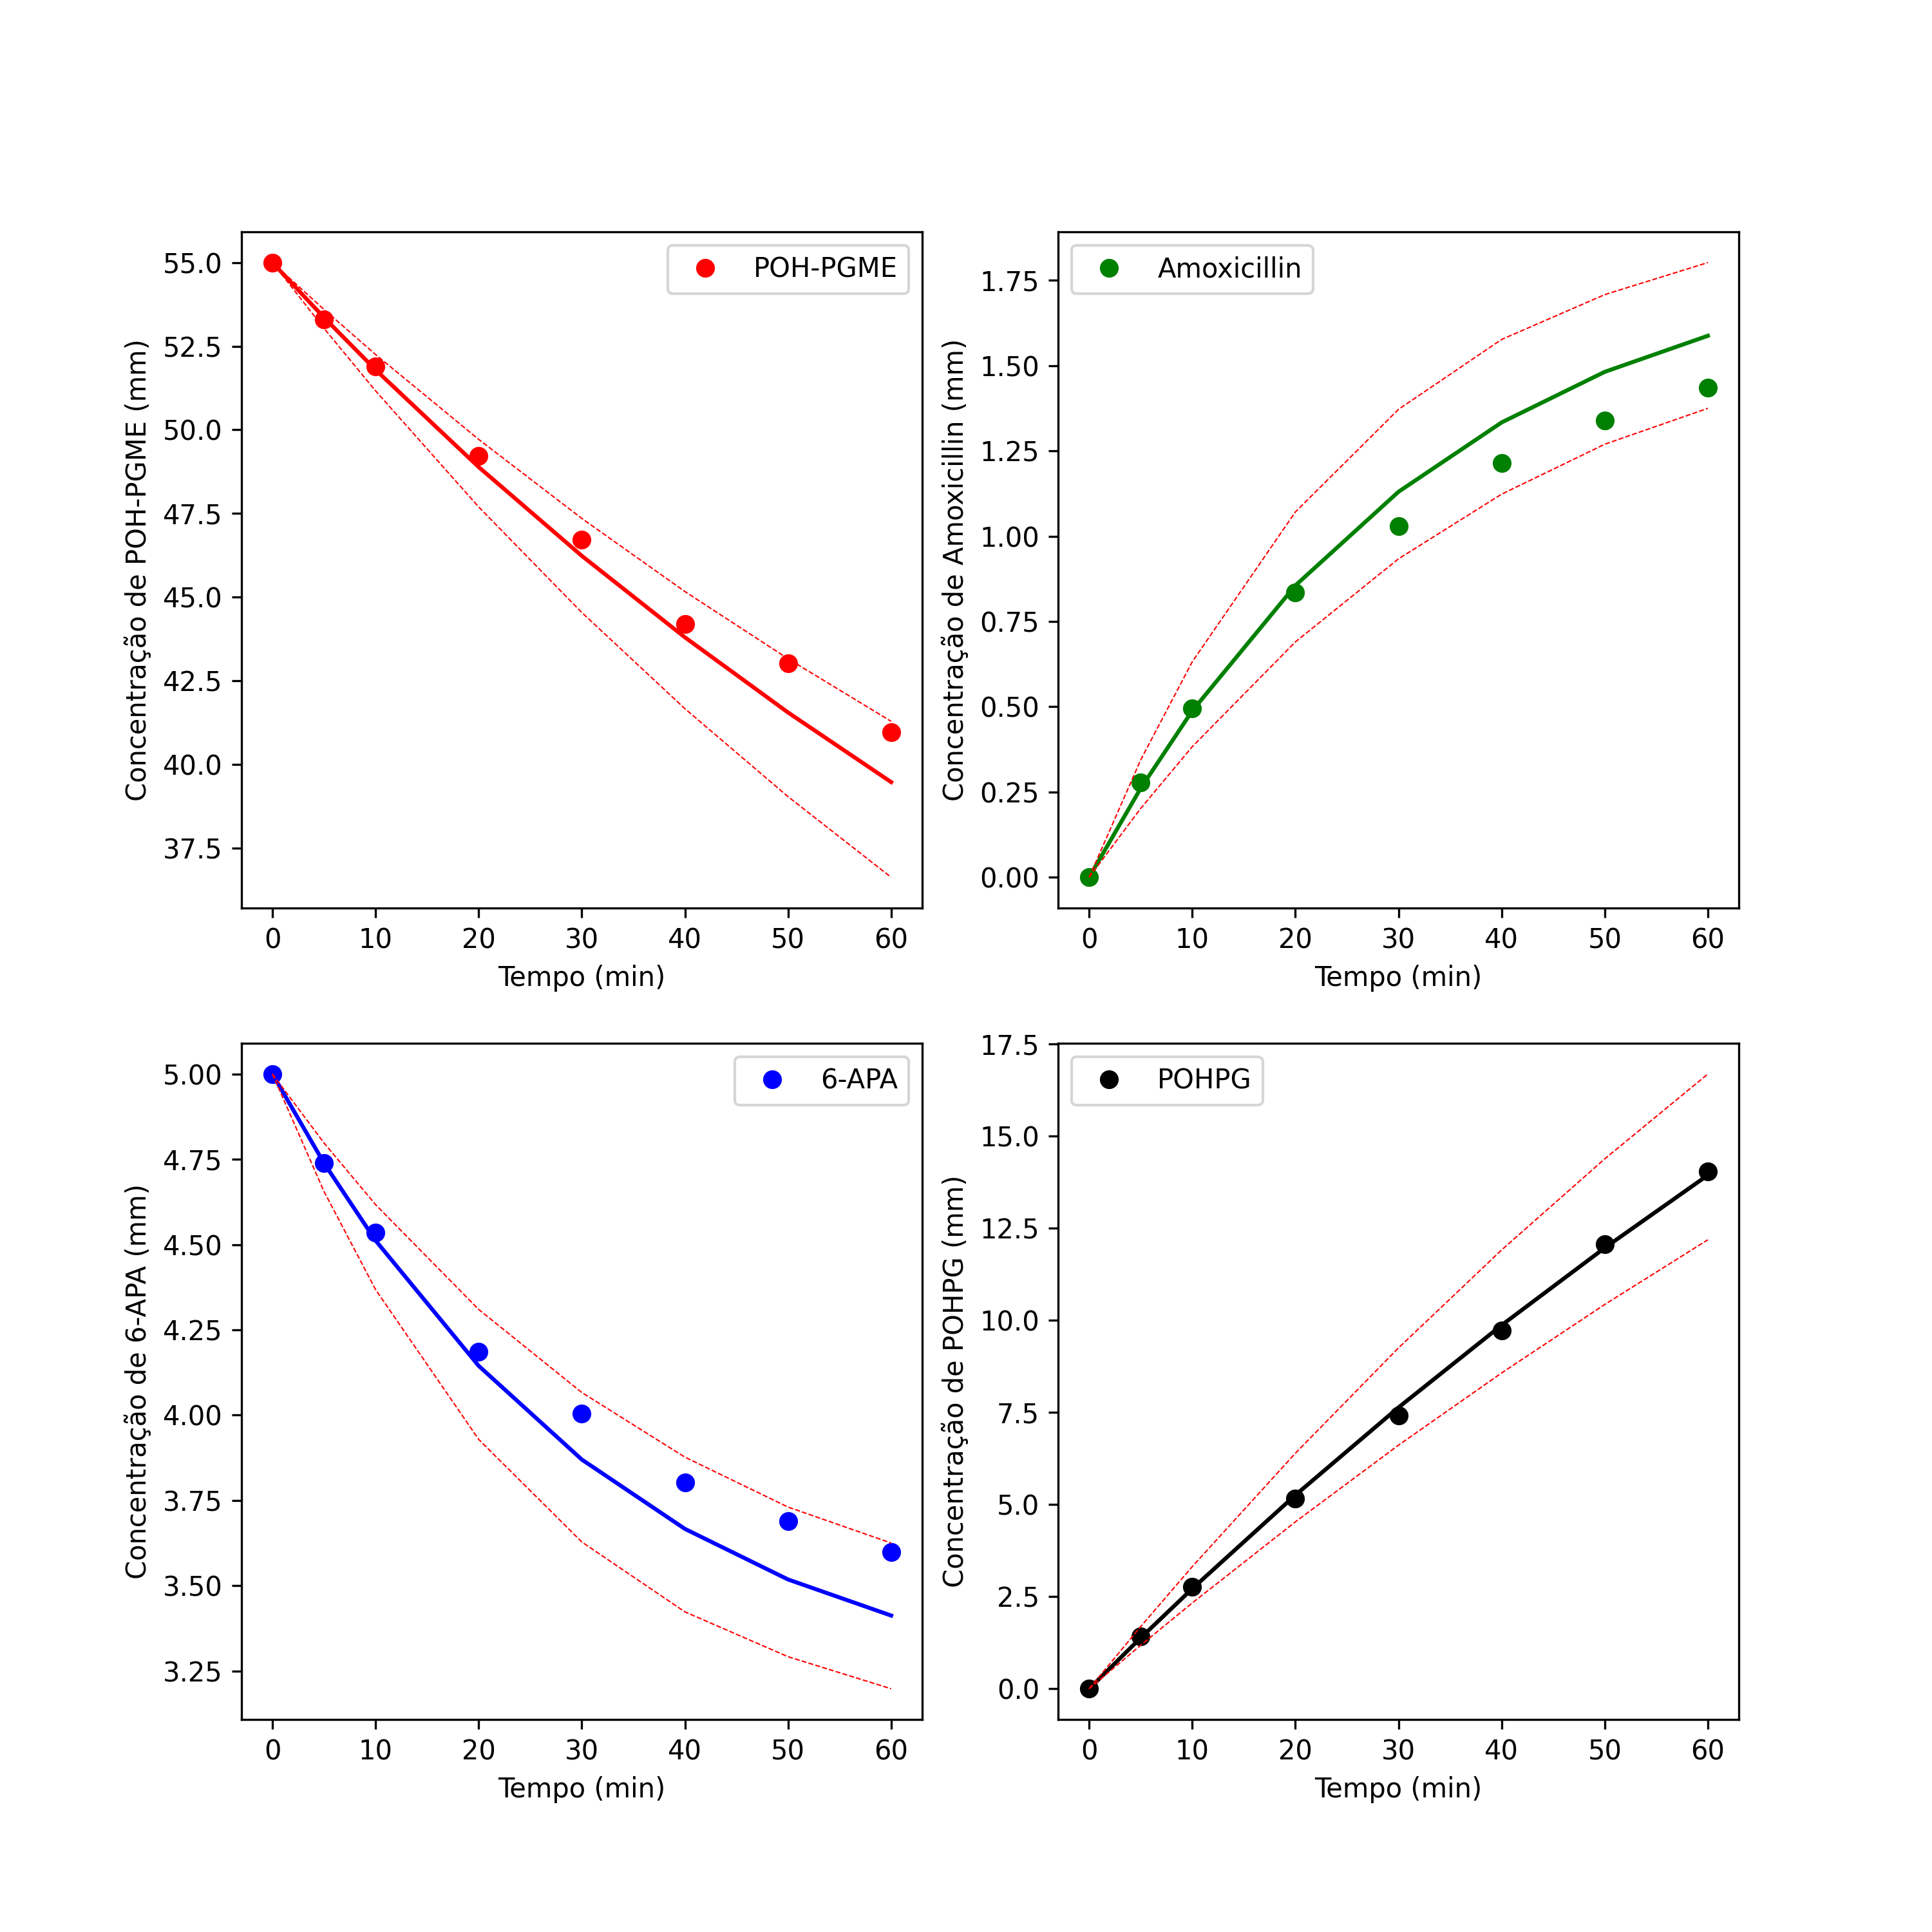 POH-PGME
Concentração de POH-PGME (mm)
55.0
52.5
50.0
47.5
45.0
42.5
40.0
37.5
0 10 20 30 40 50 60
Tempo (min)
Amoxicillin
Concentração de Amoxicillin (mm)
1.75
1.50
1.25
1.00
0.75
0.50
0.25
0.00
0 10 20 30 40 50 60
Tempo (min)
6-APA
Concentração de 6-APA (mm)
5.00
4.75
4.50
4.25
4.00
3.75
3.50
3.25
0 10 20 30 40 50 60
Tempo (min)
POHPG
Concentração de POHPG (mm)
17.5
15.0
12.5
10.0
7.5
5.0
2.5
0.0
0 10 20 30 40 50 60
Tempo (min)